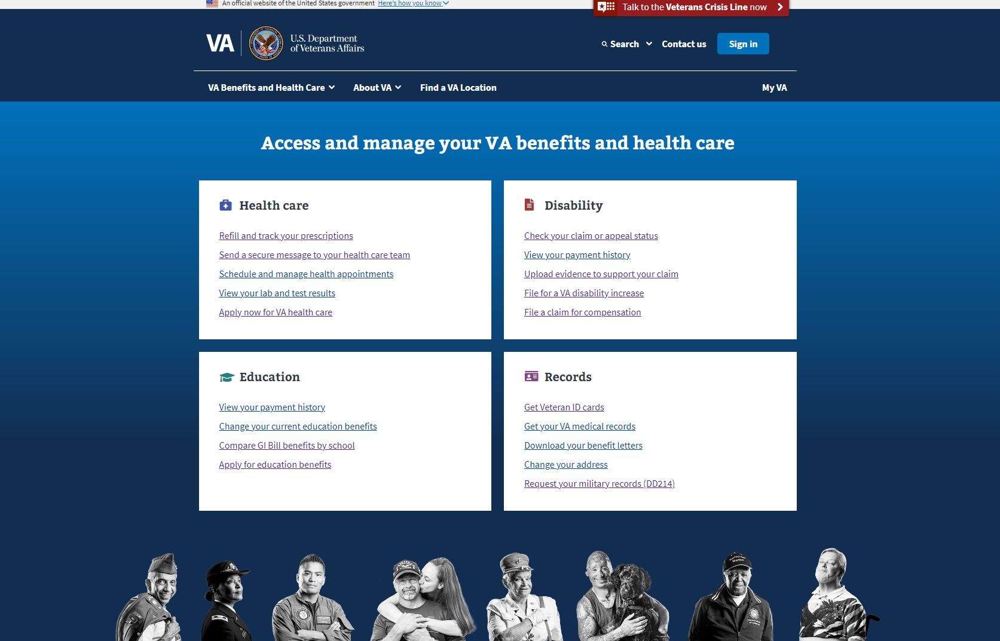 An official website of the United States government Here's how you know
Talk to the Veterans Crisis Line now
VA
U.S. Department
of Veterans Affairs
Search
Contact us
Sign in
VA Benefits and Health Care
About VA
Find a VA Location
My VA
Access and manage your VA benefits and health care
Health care
Refill and track your prescriptions
Send a secure message to your health care team
Schedule and manage health appointments
View your lab and test results
Apply now for VA health care
Disability
Check your claim or appeal status
View your payment history
Upload evidence to support your claim
File for a VA disability increase
File a claim for compensation
Education
View your payment history
Change your current education benefits
Compare GI Bill benefits by school
Apply for education benefits
Records
Get Veteran ID cards
Get your VA medical records
Download your benefit letters
Change your address
Request your military records (DD214)